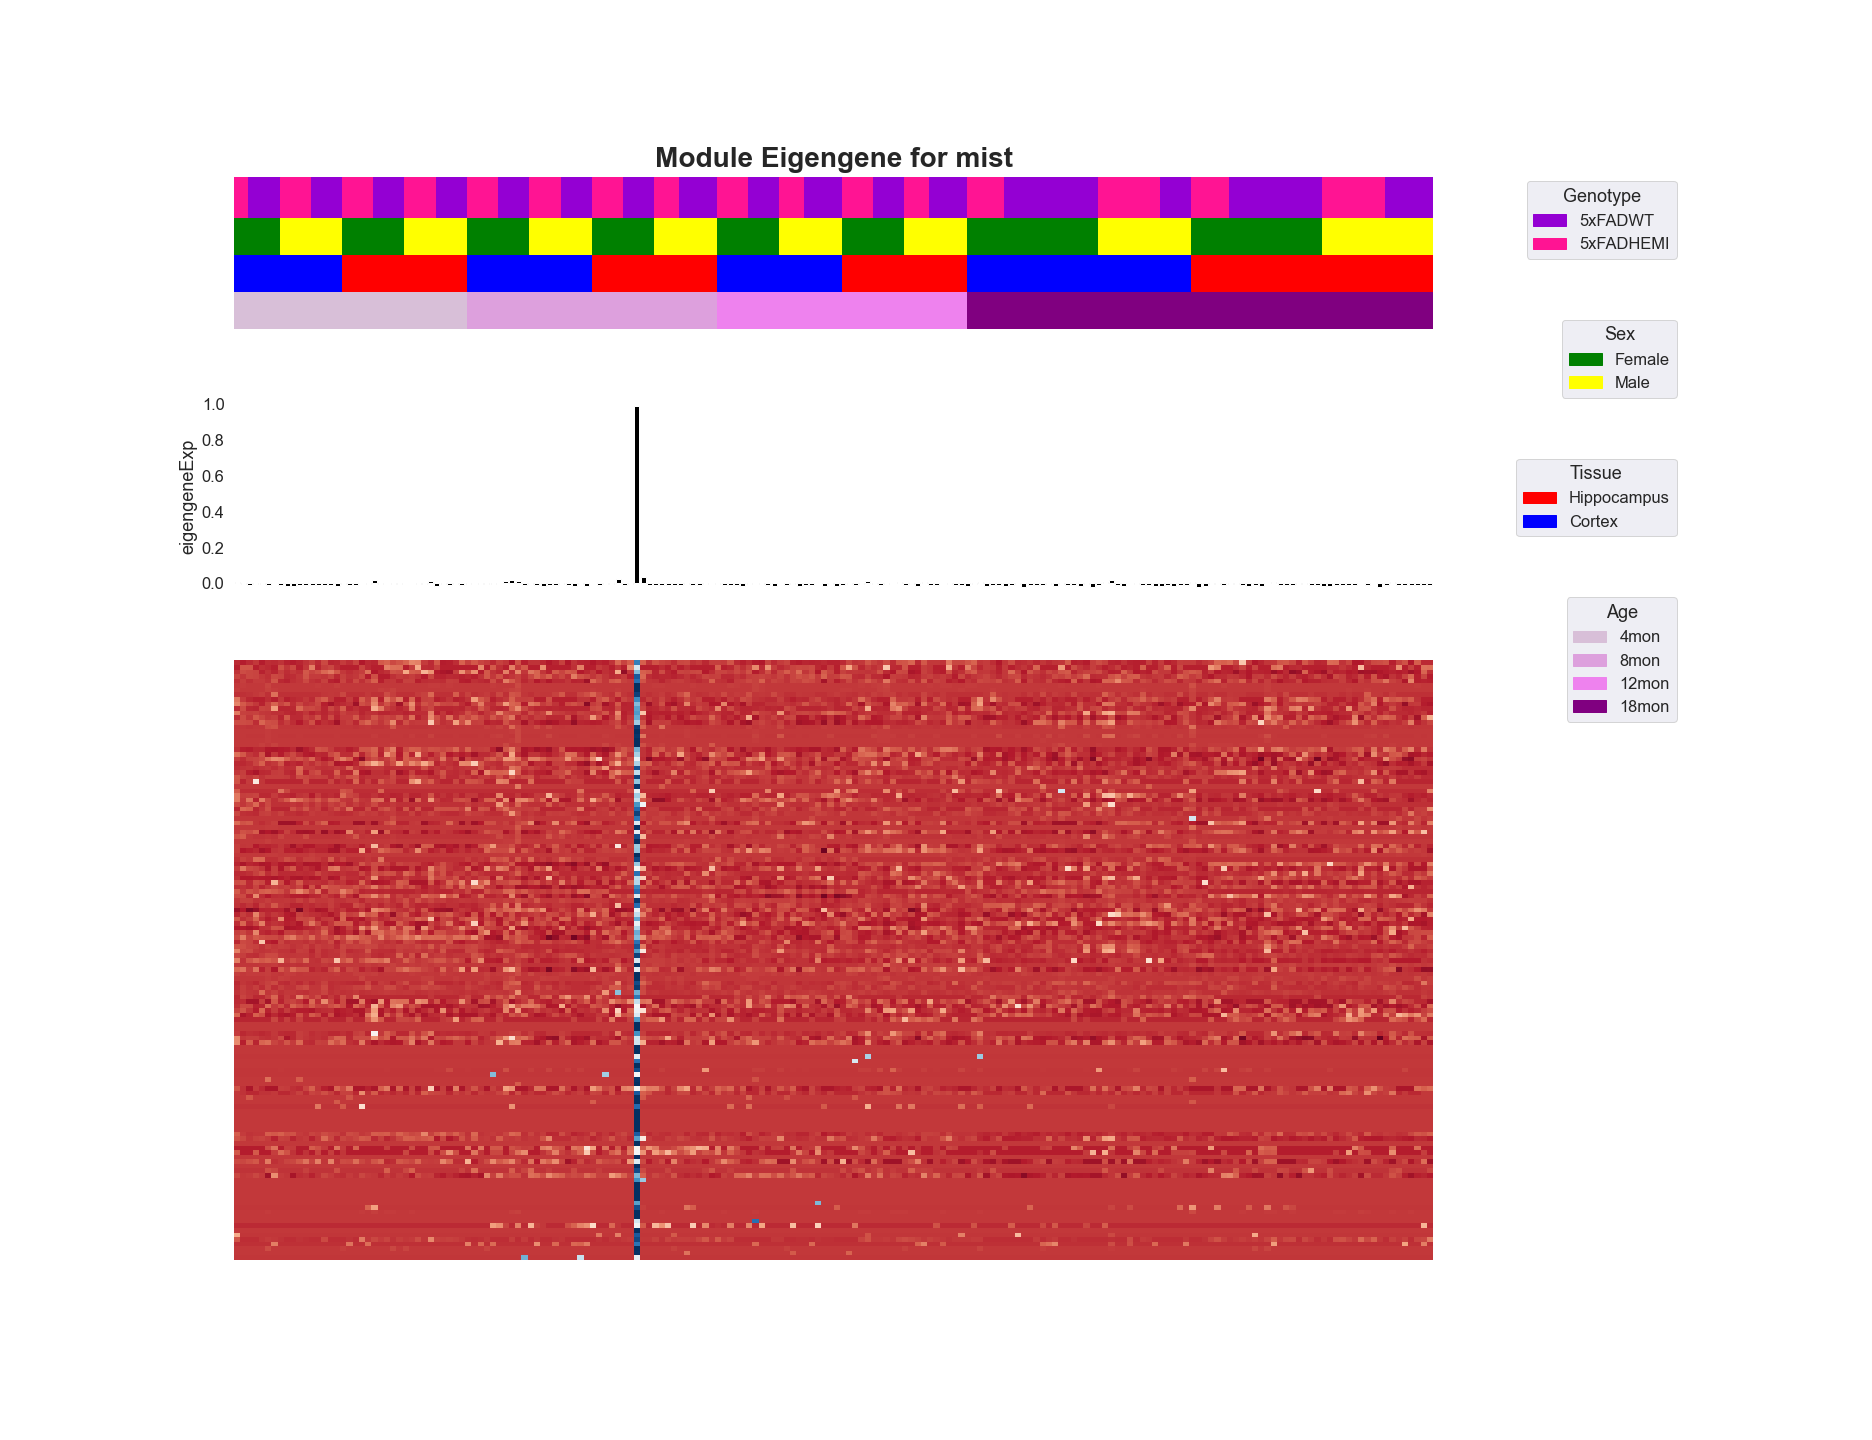 Module Eigengene for mist
Genotype
5xFADWT
5xFADHEMI
Sex
Female
Male
1.0
0.8
0.6
0.4
0.2
0.0
eigengeneExp
Tissue
Hippocampus
Cortex
Age
4mon
8mon
12mon
18mon